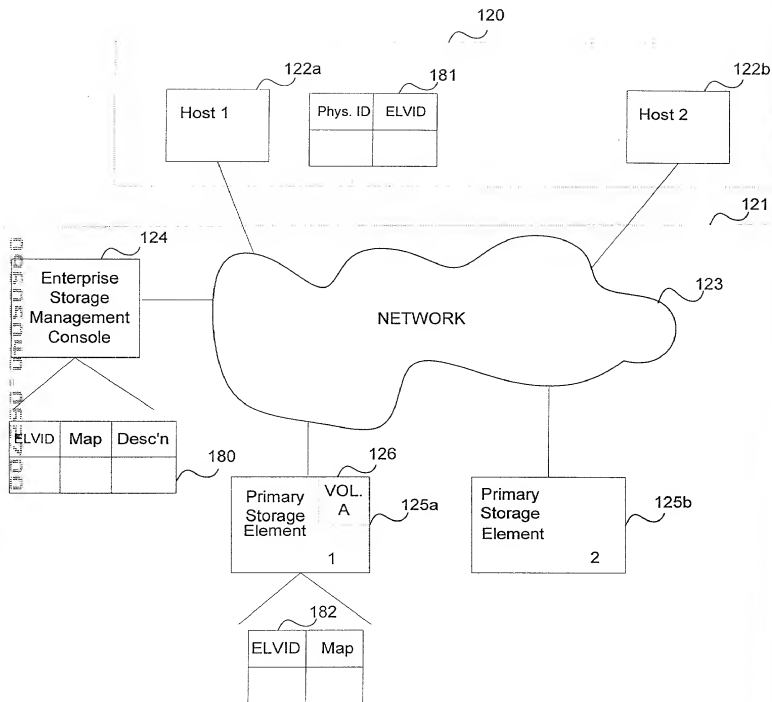 120
122a
181
122b
Host 1
Phys. ID ELVID
Host 2
121
124
Enterprise
Storage
Management
Console
123
NETWORK
ELVID Map Desc'n
180
126
Primary
Storage
Element
1
VOL.
A
125a
Primary
Storage
Element
2
125b
182
ELVID Map